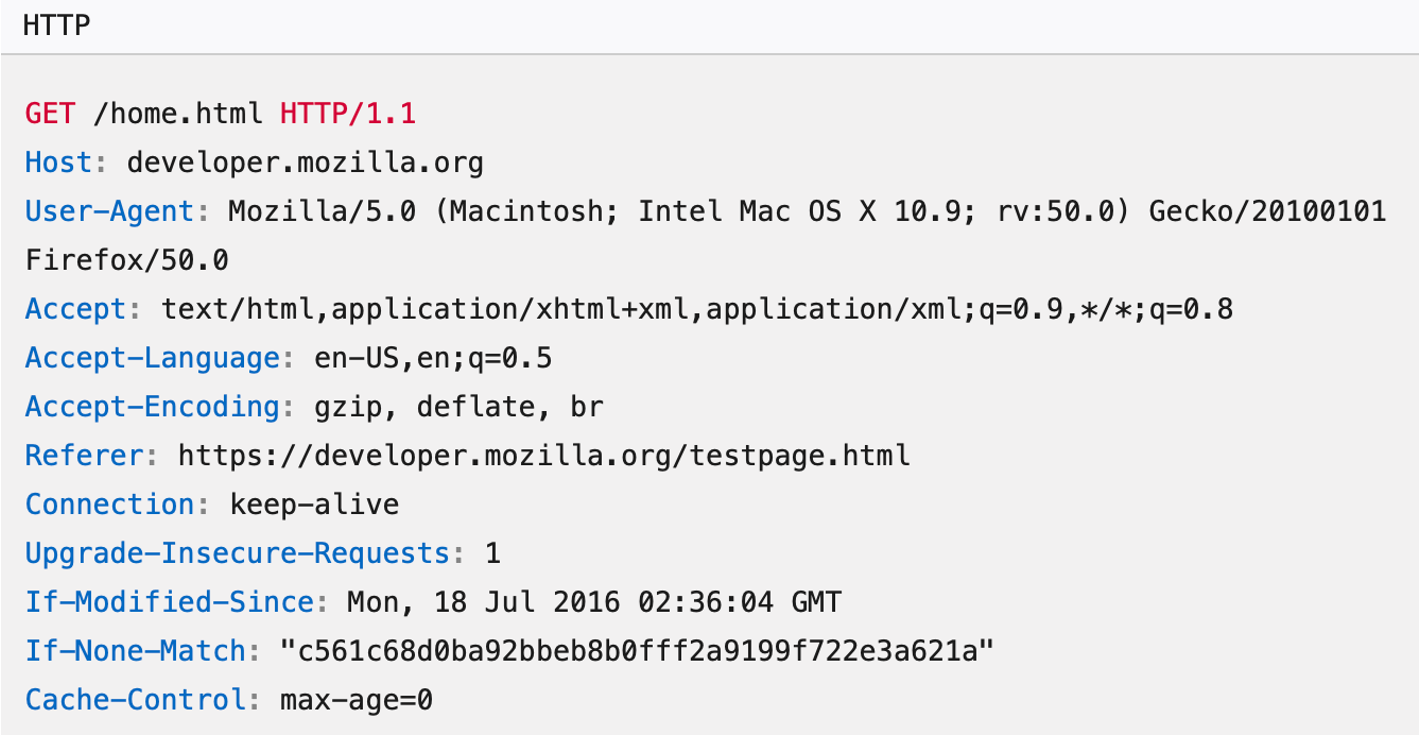 HTTP
GET /home.html HTTP/1.1
Host: developer.mozilla.org
User-Agent: Mozilla/5.0 (Macintosh; Intel Mac OS X 10.9; rv:50.0) Gecko/20100101
Firefox/50.0
Accept: text/html,application/xhtml+xml,application/xml;q=0.9,*/*;q=0.8
Accept-Language: en-US,en;q=0.5
Accept-Encoding: gzip, deflate, br
Referer: https://developer.mozilla.org/testpage.html
Connection: keep-alive
Upgrade-Insecure-Requests: 1
If-Modified-Since: Mon, 18 Jul 2016 02:36:04 GMT
If-None-Match: "c561c68d0ba92bbeb8b0fff2a9199f722e3a621a"
Cache-Control: max-age=0